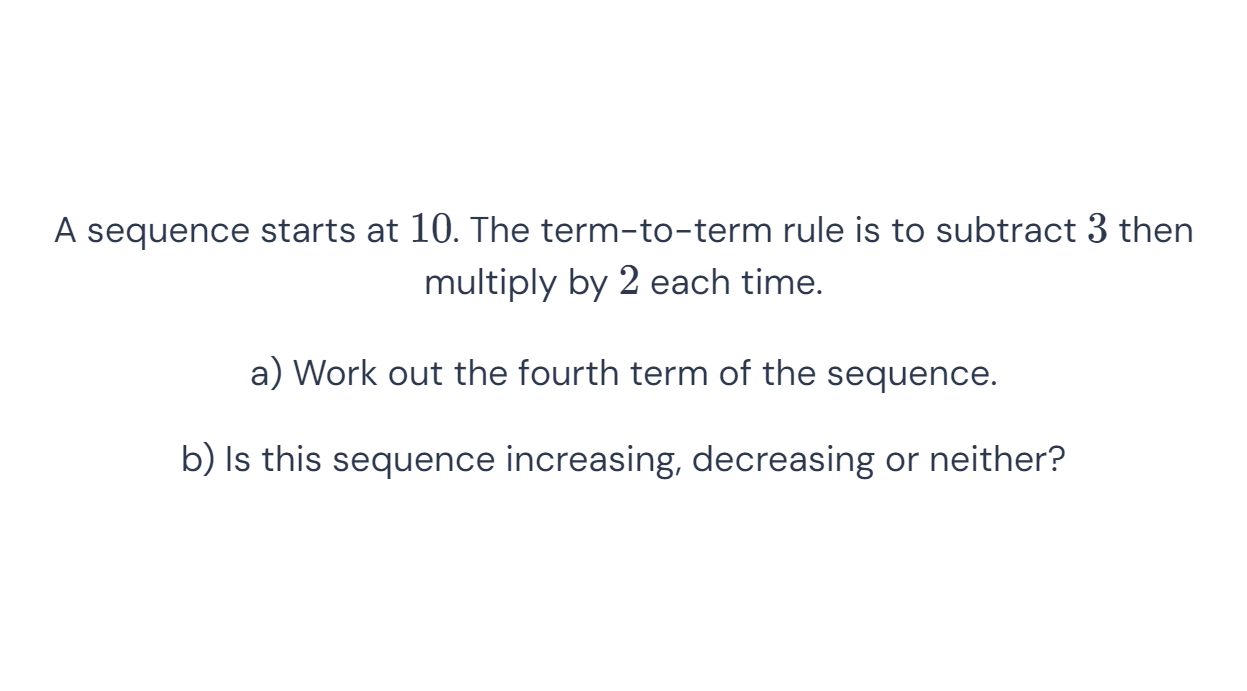 A sequence starts at 10. The term-to-term rule is to subtract 3 then
multiply by 2 each time.
a) Work out the fourth term of the sequence.
b) Is this sequence increasing, decreasing or neither?